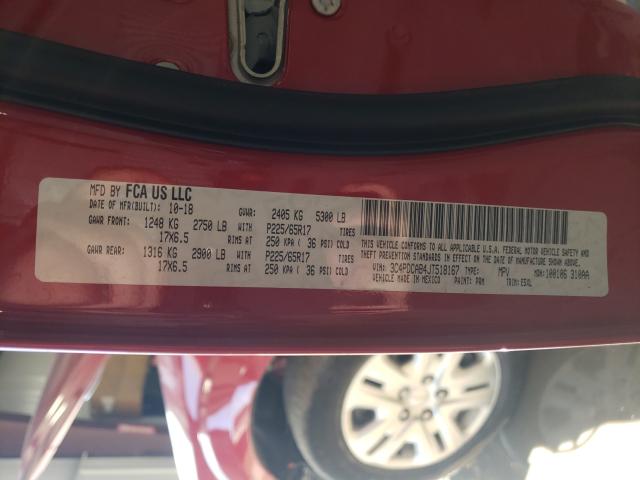 MFD BY FCA US LLC
DATE OF MFR(BUILT): 10-18 GVWR: 2405 KG 5300 LB
GAWR FRONT: 1248 KG 2750 LB WITH P225/65R17 TIRES
17X6.5 RIMS AT 250 KPA ( 36 PSI) COLD
GAWR REAR: 1316 KG 2900 LB WITH P225/65R17 TIRES
17X6.5 RIMS AT 250 KPA ( 36 PSI) COLD
THIS VEHICLE CONFORMS TO ALL APPLICABLE U.S.A. FEDERAL MOTOR VEHICLE SAFETY AND THEFT PREVENTION STANDARDS IN EFFECT ON THE DATE OF MANUFACTURE SHOWN ABOVE.
VIN: 3C4PDCAB4JT518167 TYPE: MPV MDH: 100106 310AA
MADE IN MEXICO PAINT: PRM TRIM: E5XL